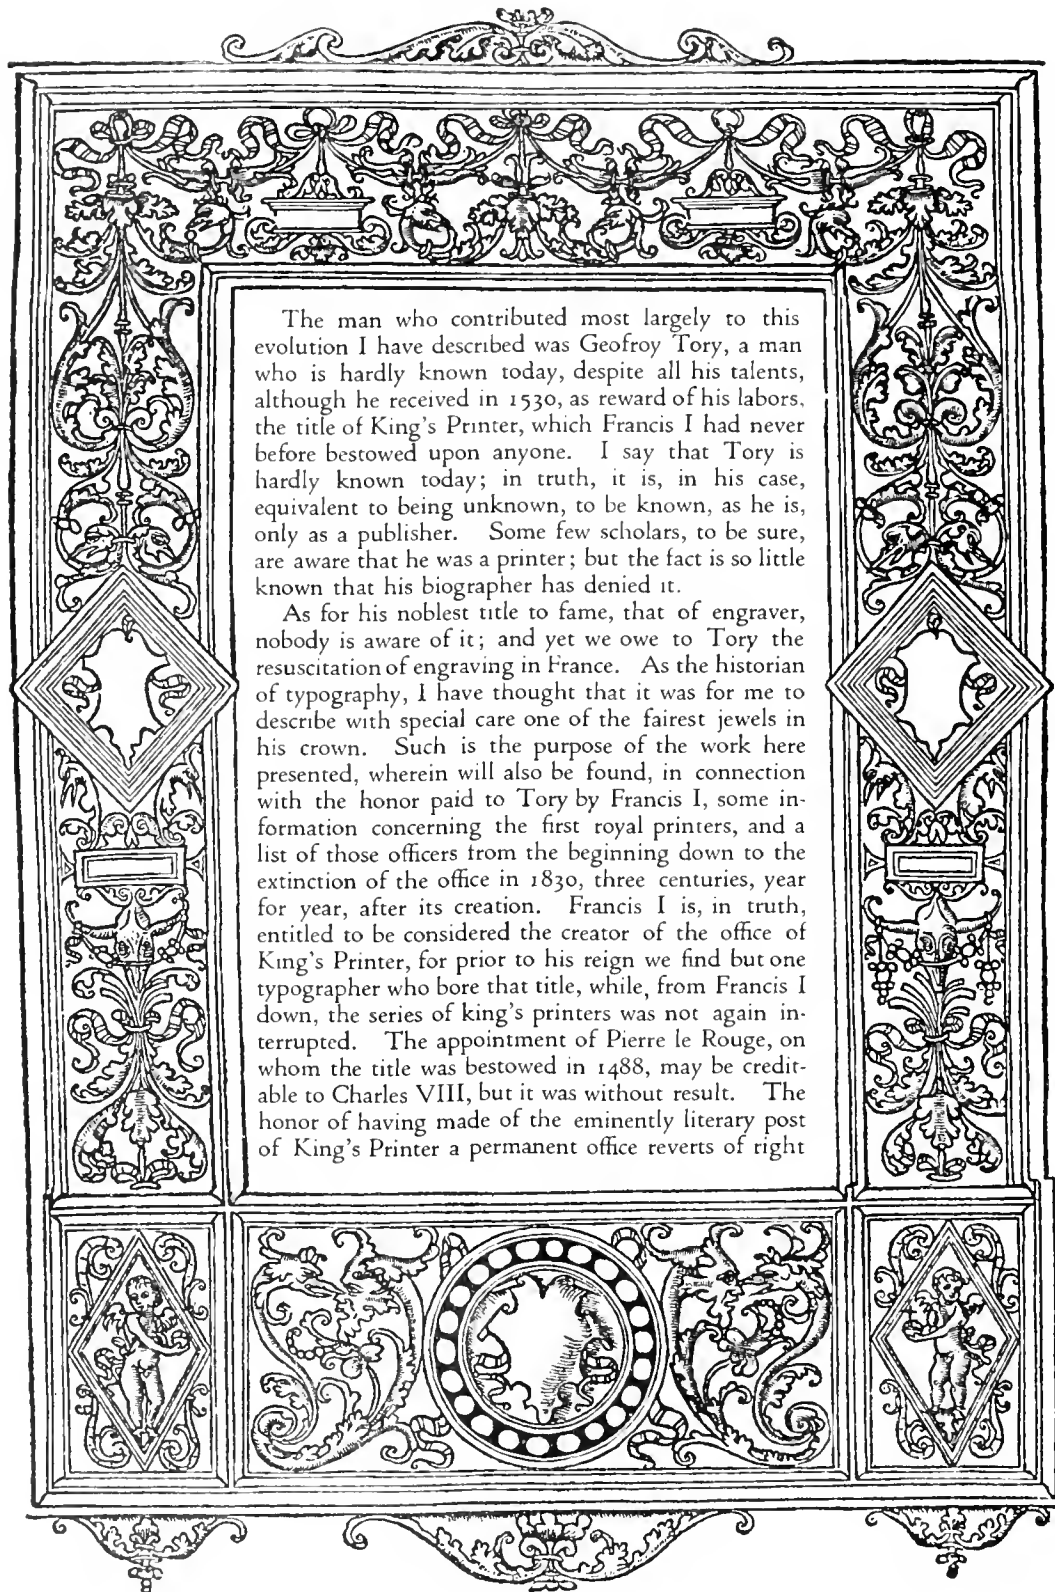 The man who contributed most largely to this
evolution I have described was Geofroy Tory, a man
who is hardly known today, despite all his talents,
although he received in 1530, as reward of his labors,
the title of King's Printer, which Francis I had never
before bestowed upon anyone. I say that Tory is
hardly known today; in truth, it is, in his case,
equivalent to being unknown, to be known, as he is,
only as a publisher. Some few scholars, to be sure,
are aware that he was a printer; but the fact is so little
known that his biographer has denied it.
As for his noblest title to fame, that of engraver,
nobody is aware of it; and yet we owe to Tory the
resuscitation of engraving in France. As the historian
of typography, I have thought that it was for me to
describe with special care one of the fairest jewels in
his crown. Such is the purpose of the work here
presented, wherein will also be found, in connection
with the honor paid to Tory by Francis I, some in-
formation concerning the first royal printers, and a
list of those officers from the beginning down to the
extinction of the office in 1830, three centuries, year
for year, after its creation. Francis I is, in truth,
entitled to be considered the creator of the office of
King's Printer, for prior to his reign we find but one
typographer who bore that title, while, from Francis I
down, the series of king's printers was not again in-
terrupted. The appointment of Pierre le Rouge, on
whom the title was bestowed in 1488, may be credit-
able to Charles VIII, but it was without result. The
honor of having made of the eminently literary post
of King's Printer a permanent office reverts of right